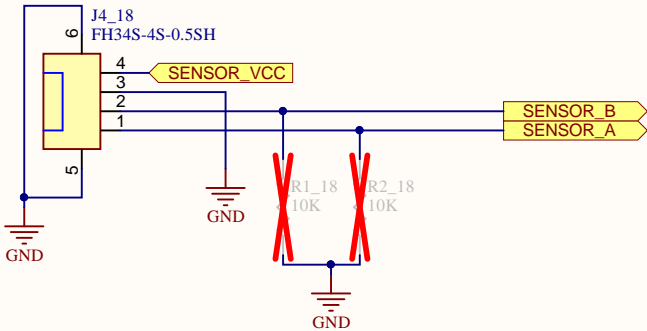 J4_18
FH34S-4S-0.5SH
6
4
SENSOR_VCC
3
2
SENSOR_B
1
SENSOR_A
5
R1_18
R2_18
10K
10K
GND
GND
GND